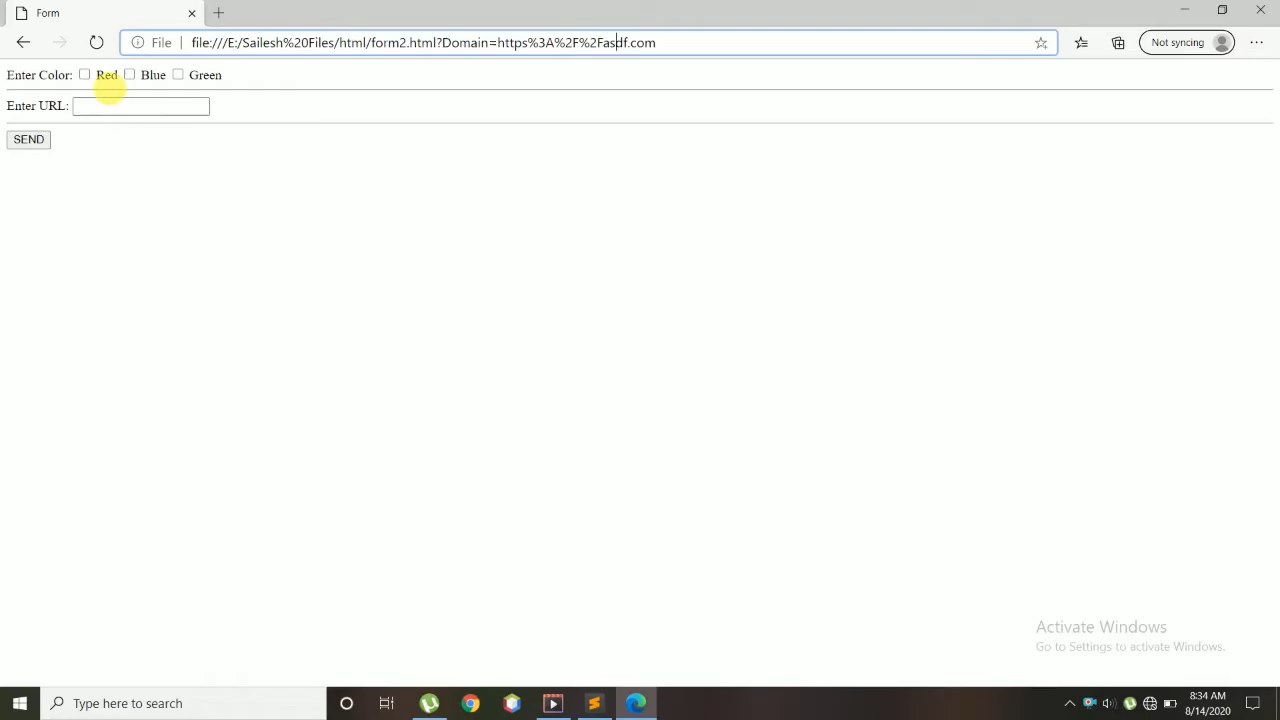 Form
File file:///E:/Sailesh%20Files/html/form2.html?Domain=https%3A%2F%2Fasdf.com
Not syncing
Enter Color: Red Blue Green
Enter URL:
SEND
Activate Windows
Go to Settings to activate Windows.
Type here to search
8:34 AM
8/14/2020